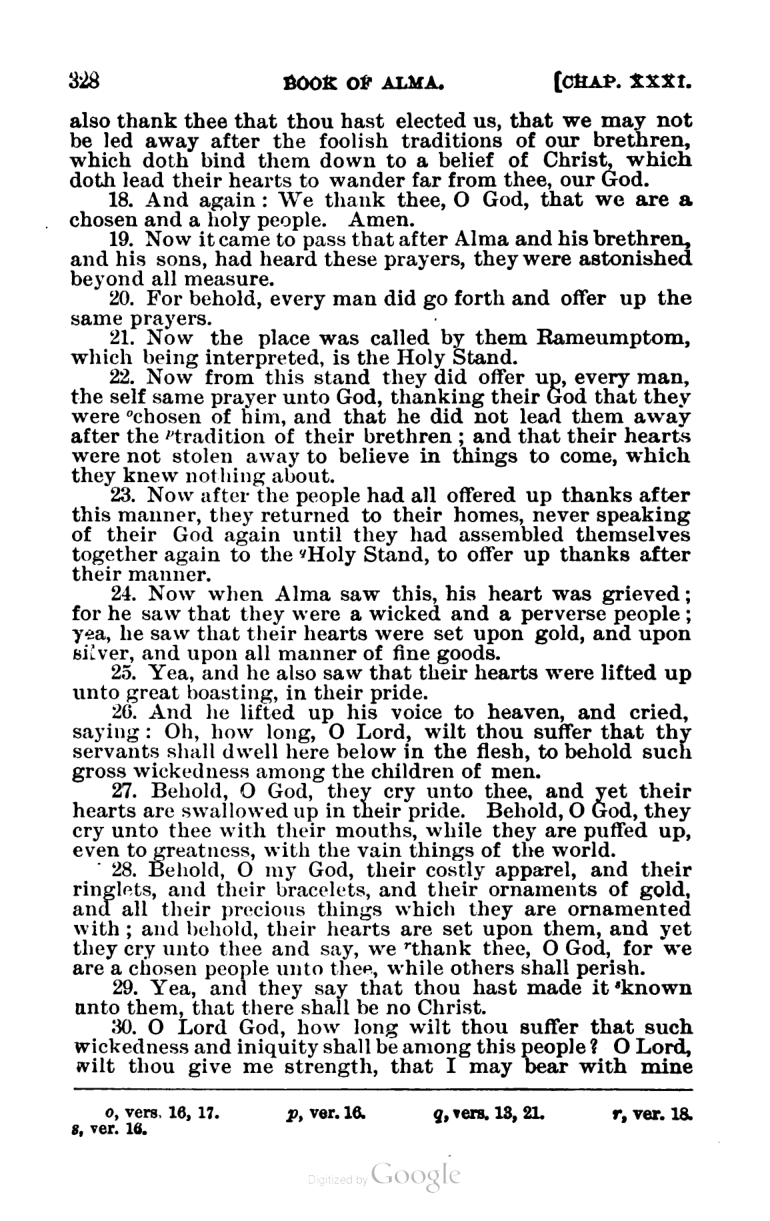 328 BOOK OF ALMA. [CHAP. XXXI.
also thank thee that thou hast elected us, that we may not
be led away after the foolish traditions of our brethren,
which doth bind them down to a belief of Christ, which
doth lead their hearts to wander far from thee, our God.
18. And again: We thank thee, O God, that we are a
chosen and a holy people. Amen.
19. Now it came to pass that after Alma and his brethren,
and his sons, had heard these prayers, they were astonished
beyond all measure.
20. For behold, every man did go forth and offer up the
same prayers.
21. Now the place was called by them Rameumptom,
which being interpreted, is the Holy Stand.
22. Now from this stand they did offer up, every man,
the self same prayer unto God, thanking their God that they
were ᵒchosen of him, and that he did not lead them away
after the ᵖtradition of their brethren; and that their hearts
were not stolen away to believe in things to come, which
they knew nothing about.
23. Now after the people had all offered up thanks after
this manner, they returned to their homes, never speaking
of their God again until they had assembled themselves
together again to the qHoly Stand, to offer up thanks after
their manner.
24. Now when Alma saw this, his heart was grieved;
for he saw that they were a wicked and a perverse people;
yea, he saw that their hearts were set upon gold, and upon
silver, and upon all manner of fine goods.
25. Yea, and he also saw that their hearts were lifted up
unto great boasting, in their pride.
26. And he lifted up his voice to heaven, and cried,
saying: Oh, how long, O Lord, wilt thou suffer that thy
servants shall dwell here below in the flesh, to behold such
gross wickedness among the children of men.
27. Behold, O God, they cry unto thee, and yet their
hearts are swallowed up in their pride. Behold, O God, they
cry unto thee with their mouths, while they are puffed up,
even to greatness, with the vain things of the world.
28. Behold, O my God, their costly apparel, and their
ringlets, and their bracelets, and their ornaments of gold,
and all their precious things which they are ornamented
with; and behold, their hearts are set upon them, and yet
they cry unto thee and say, we ʳthank thee, O God, for we
are a chosen people unto thee, while others shall perish.
29. Yea, and they say that thou hast made it ˢknown
unto them, that there shall be no Christ.
30. O Lord God, how long wilt thou suffer that such
wickedness and iniquity shall be among this people? O Lord,
wilt thou give me strength, that I may bear with mine
o, vers. 16, 17. p, ver. 16. q, vers. 13, 21. r, ver. 18.
s, ver. 16.
Digitized by Google